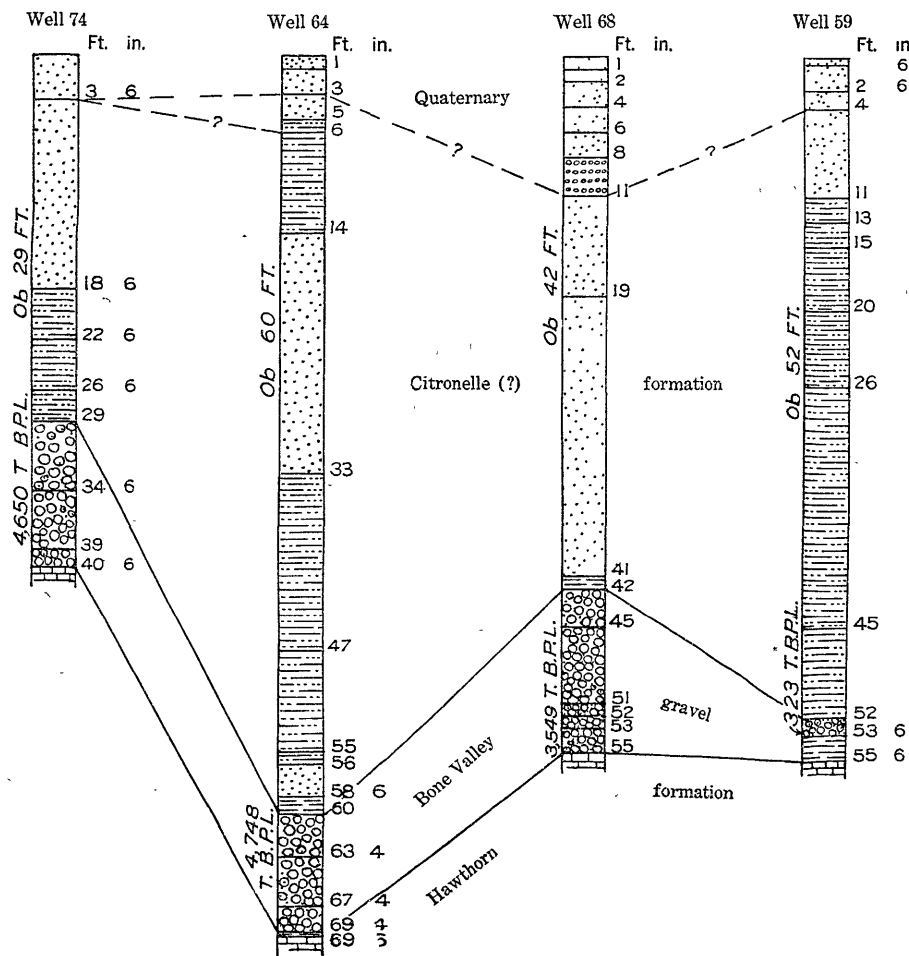 Well 74
Ft. in.
3 6
18 6
22 6
26 6
29
34 6
39
40 6
Ob 29 FT.
4,650 T B.P.L.
Well 64
Ft. in.
1
3
5
6
14
33
47
55
56
58 6
60
63 4
67 4
69 4
69
Ob 60 FT.
4,748
T. B.P.L.
Well 68
Ft. in.
1
2
4
6
8
11
19
41
42
45
51
52
53
55
Ob 42 FT.
3,549 T. B.P.L.
Well 59
Ft. in
6
2 6
4
11
13
15
20
26
45
52
53 6
55 6
Ob 52 FT.
323 T. B.P.L.
Quaternary
?
?
?
Citronelle (?) formation
Bone Valley gravel
Hawthorn formation